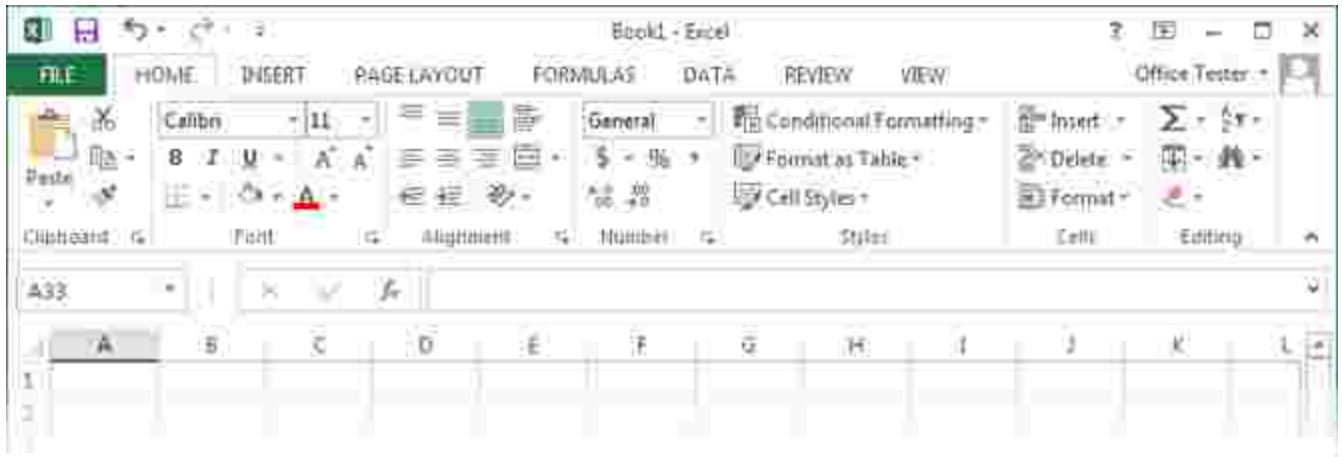 Book1 - Excel ?
FILE HOME INSERT PAGE LAYOUT FORMULAS DATA REVIEW VIEW Office Tester
Calibri 11 General Conditional Formatting Insert Σ
Paste B I U A A $ % , Format as Table Delete
A Cell Styles Format
Clipboard Font Alignment Number Styles Cells Editing
A33 fx
A B C D E F G H I J K L
1
2